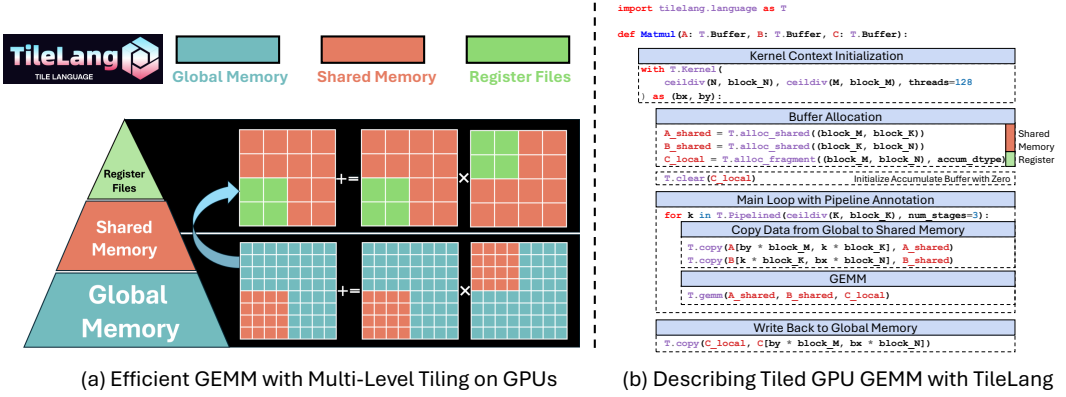 TileLang
TILE LANGUAGE
Global Memory
Shared Memory
Register Files
Register
Files
Shared
Memory
Global
Memory
+=
×
+=
×
(a) Efficient GEMM with Multi-Level Tiling on GPUs
import tilelang.language as T
def Matmul(A: T.Buffer, B: T.Buffer, C: T.Buffer):
Kernel Context Initialization
with T.Kernel(
ceildiv(N, block_N), ceildiv(M, block_M), threads=128
) as (bx, by):
Buffer Allocation
A_shared = T.alloc_shared((block_M, block_K))
B_shared = T.alloc_shared((block_K, block_N))
C_local = T.alloc_fragment((block_M, block_N), accum_dtype)
Shared
Memory
Register
T.clear(C_local)
Initialize Accumulate Buffer with Zero
Main Loop with Pipeline Annotation
for k in T.Pipelined(ceildiv(K, block_K), num_stages=3):
Copy Data from Global to Shared Memory
T.copy(A[by * block_M, k * block_K], A_shared)
T.copy(B[k * block_K, bx * block_N], B_shared)
GEMM
T.gemm(A_shared, B_shared, C_local)
Write Back to Global Memory
T.copy(C_local, C[by * block_M, bx * block_N])
(b) Describing Tiled GPU GEMM with TileLang